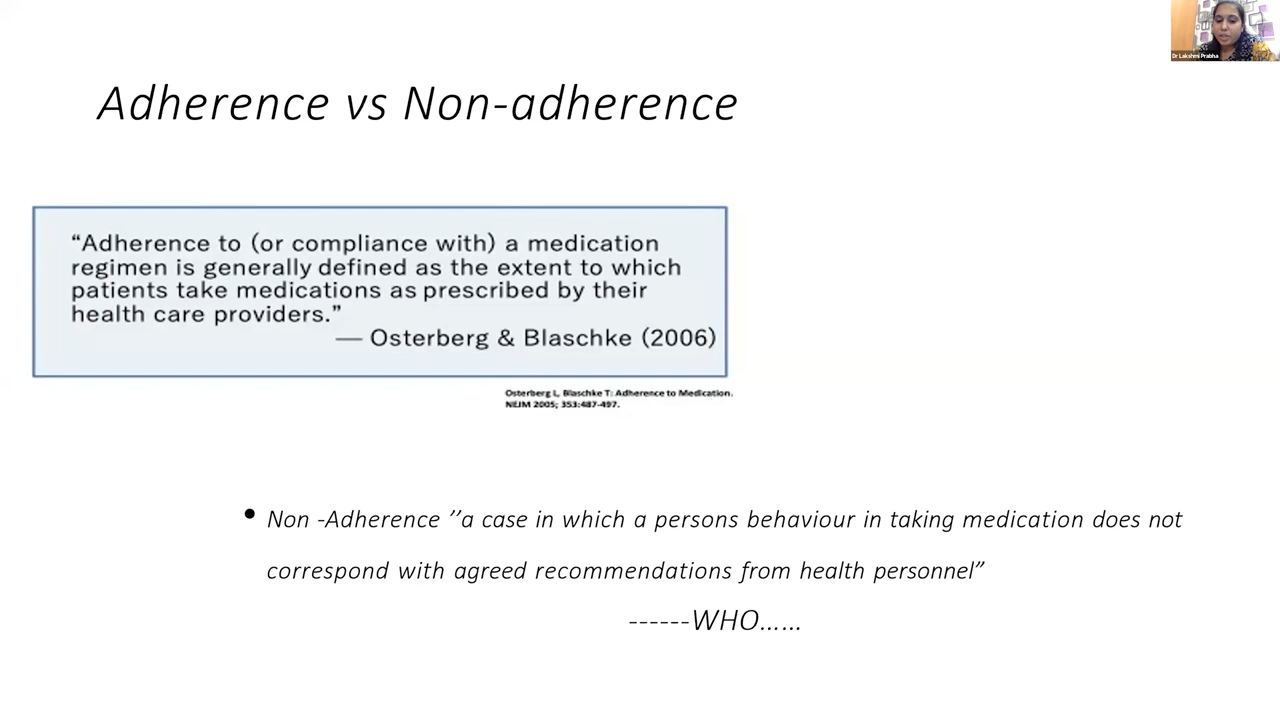 Dr Lakshmi Prabha
Adherence vs Non-adherence
“Adherence to (or compliance with) a medication
regimen is generally defined as the extent to which
patients take medications as prescribed by their
health care providers.”
— Osterberg & Blaschke (2006)
Osterberg L, Blaschke T: Adherence to Medication.
NEJM 2005; 353:487-497.
• Non -Adherence ’’a case in which a persons behaviour in taking medication does not
correspond with agreed recommendations from health personnel”
------WHO……